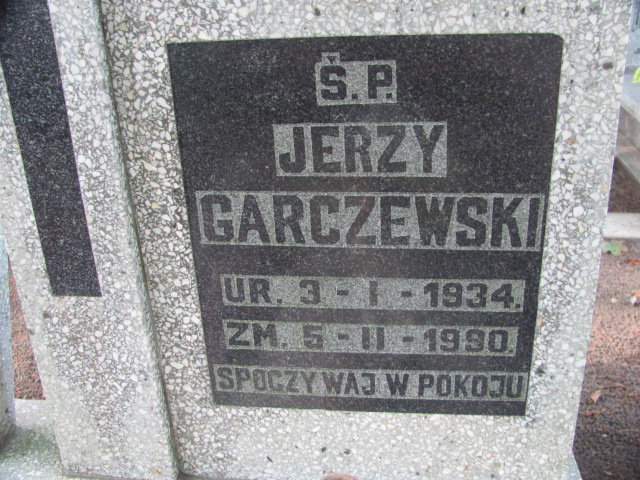 Ś.P.
JERZY
GARCZEWSKI
UR. 3-I-1934.
ZM. 5-II-1990.
SPOCZYWAJ W POKOJU